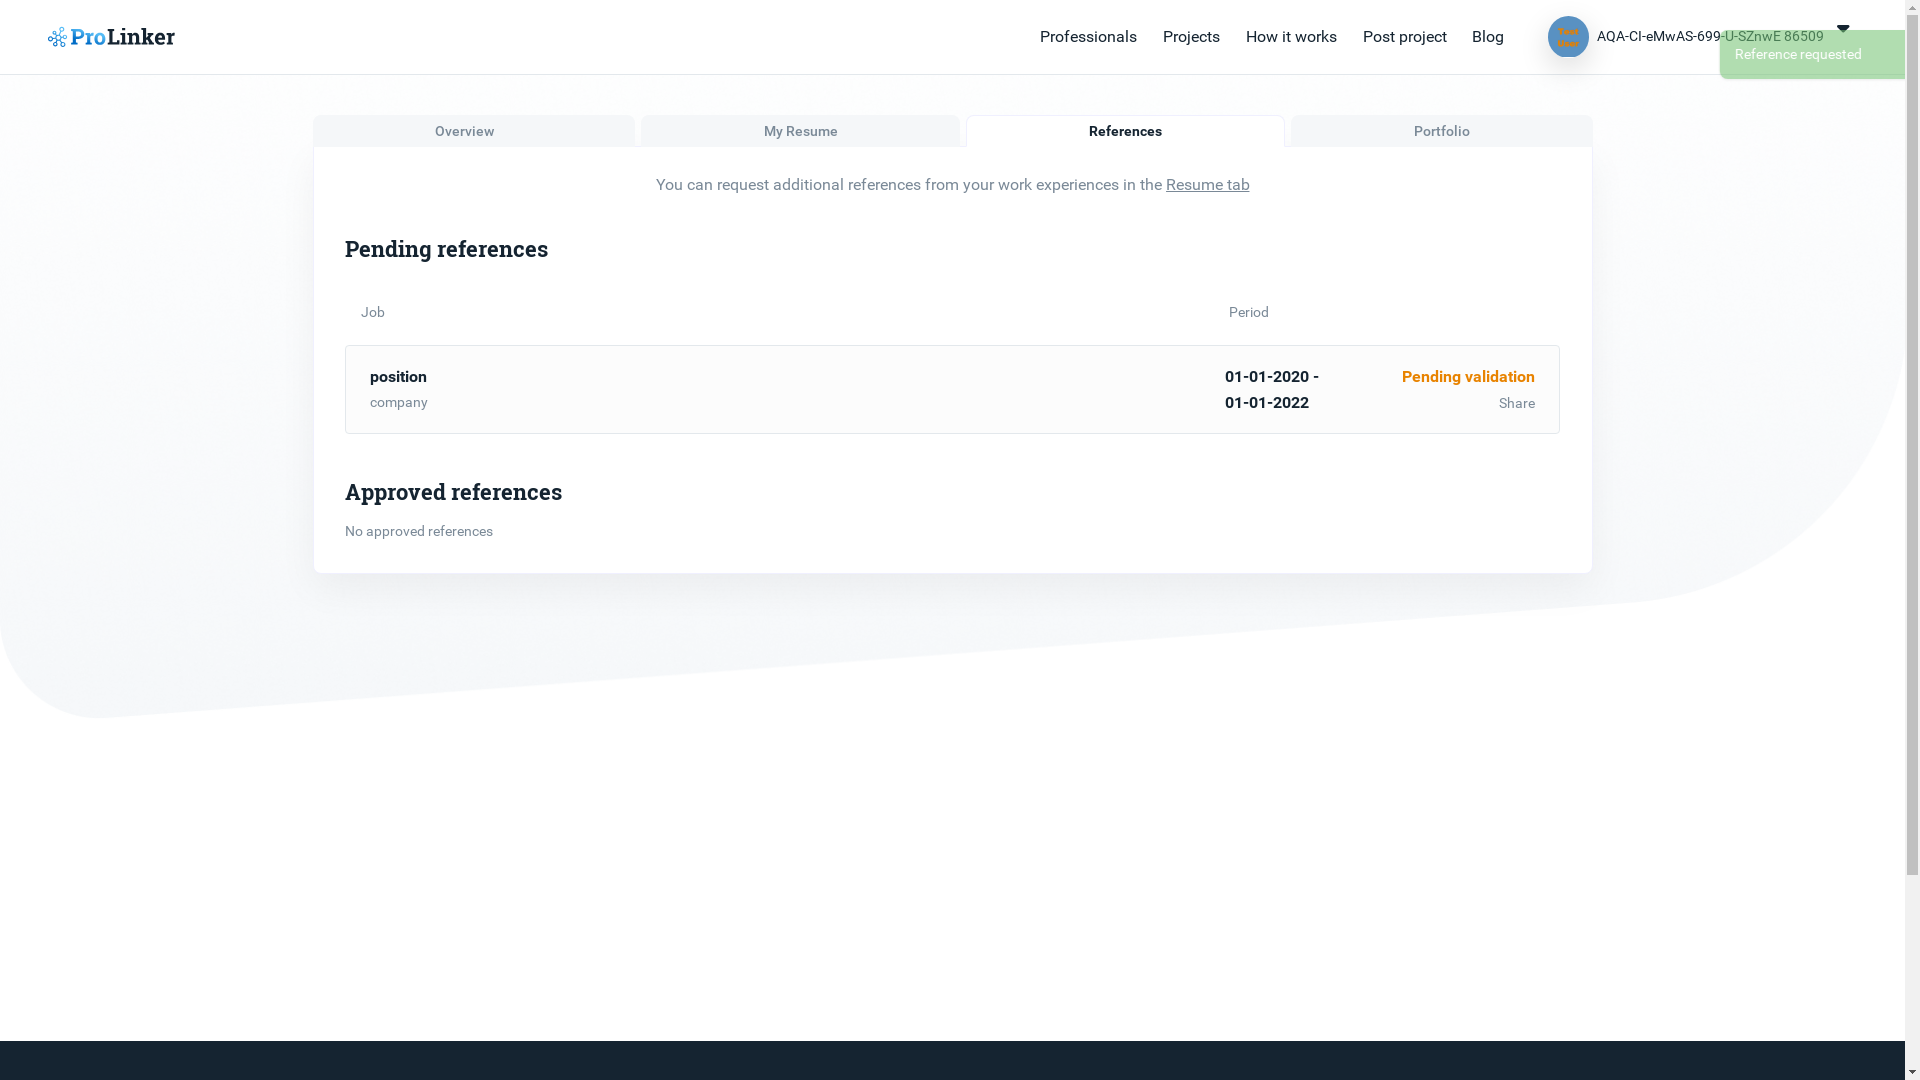 ProLinker
Professionals
Projects
How it works
Post project
Blog
Test
User
AQA-CI-eMwAS-699-U-SZnwE 86509
Reference requested
Overview
My Resume
References
Portfolio
You can request additional references from your work experiences in the Resume tab
Pending references
Job
Period
position
01-01-2020 -
Pending validation
company
01-01-2022
Share
Approved references
No approved references